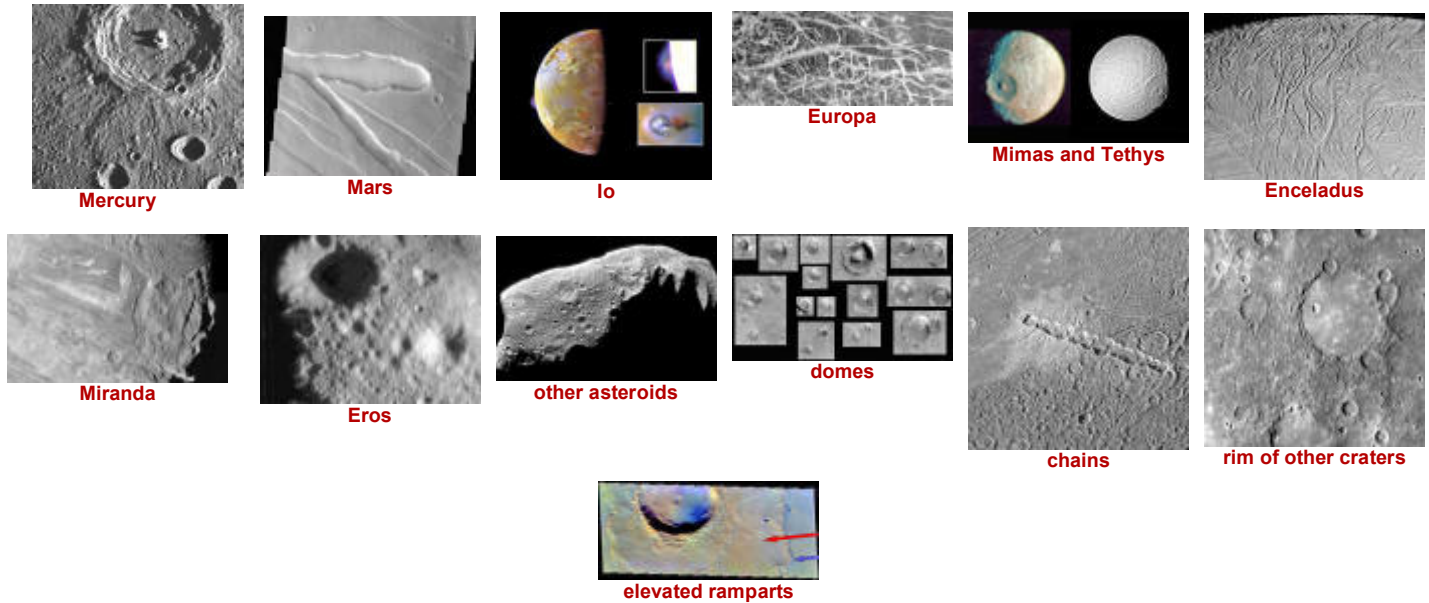 Mercury
Mars
Io
Europa
Mimas and Tethys
Enceladus
Miranda
Eros
other asteroids
domes
chains
rim of other craters
elevated ramparts